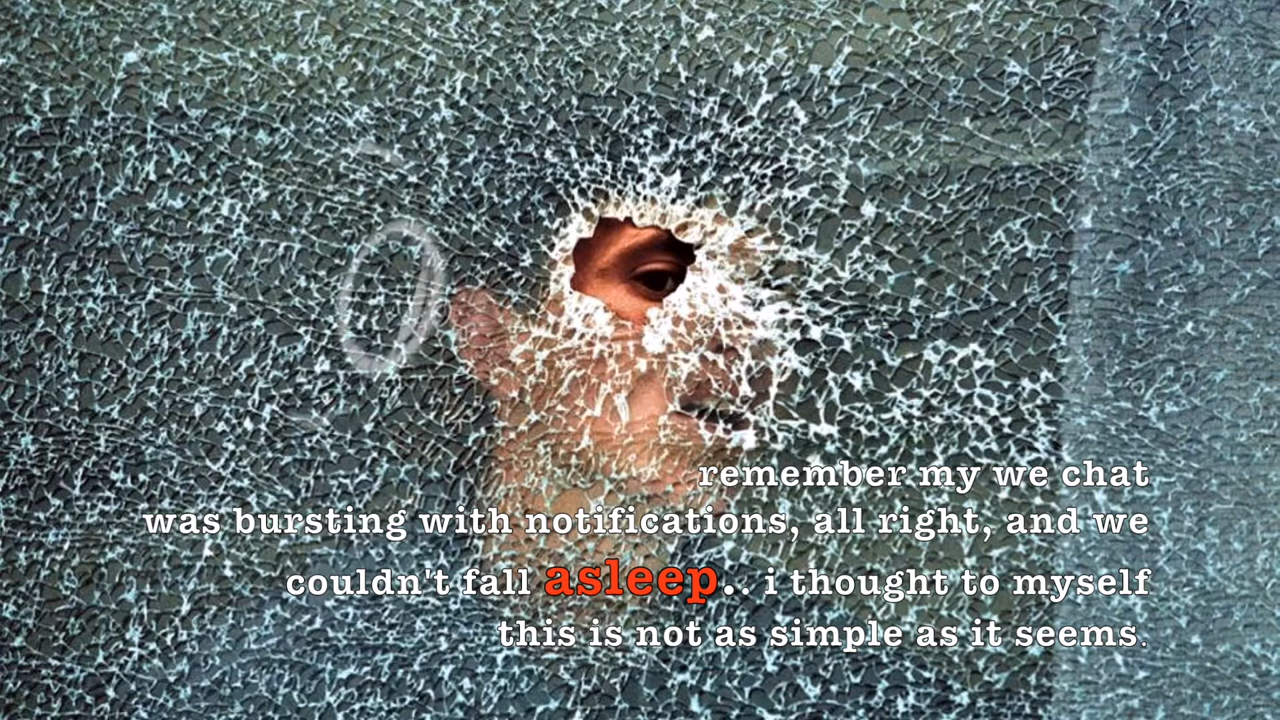 remember my we chat
was bursting with notifications, all right, and we
couldn't fall asleep.. i thought to myself
this is not as simple as it seems.